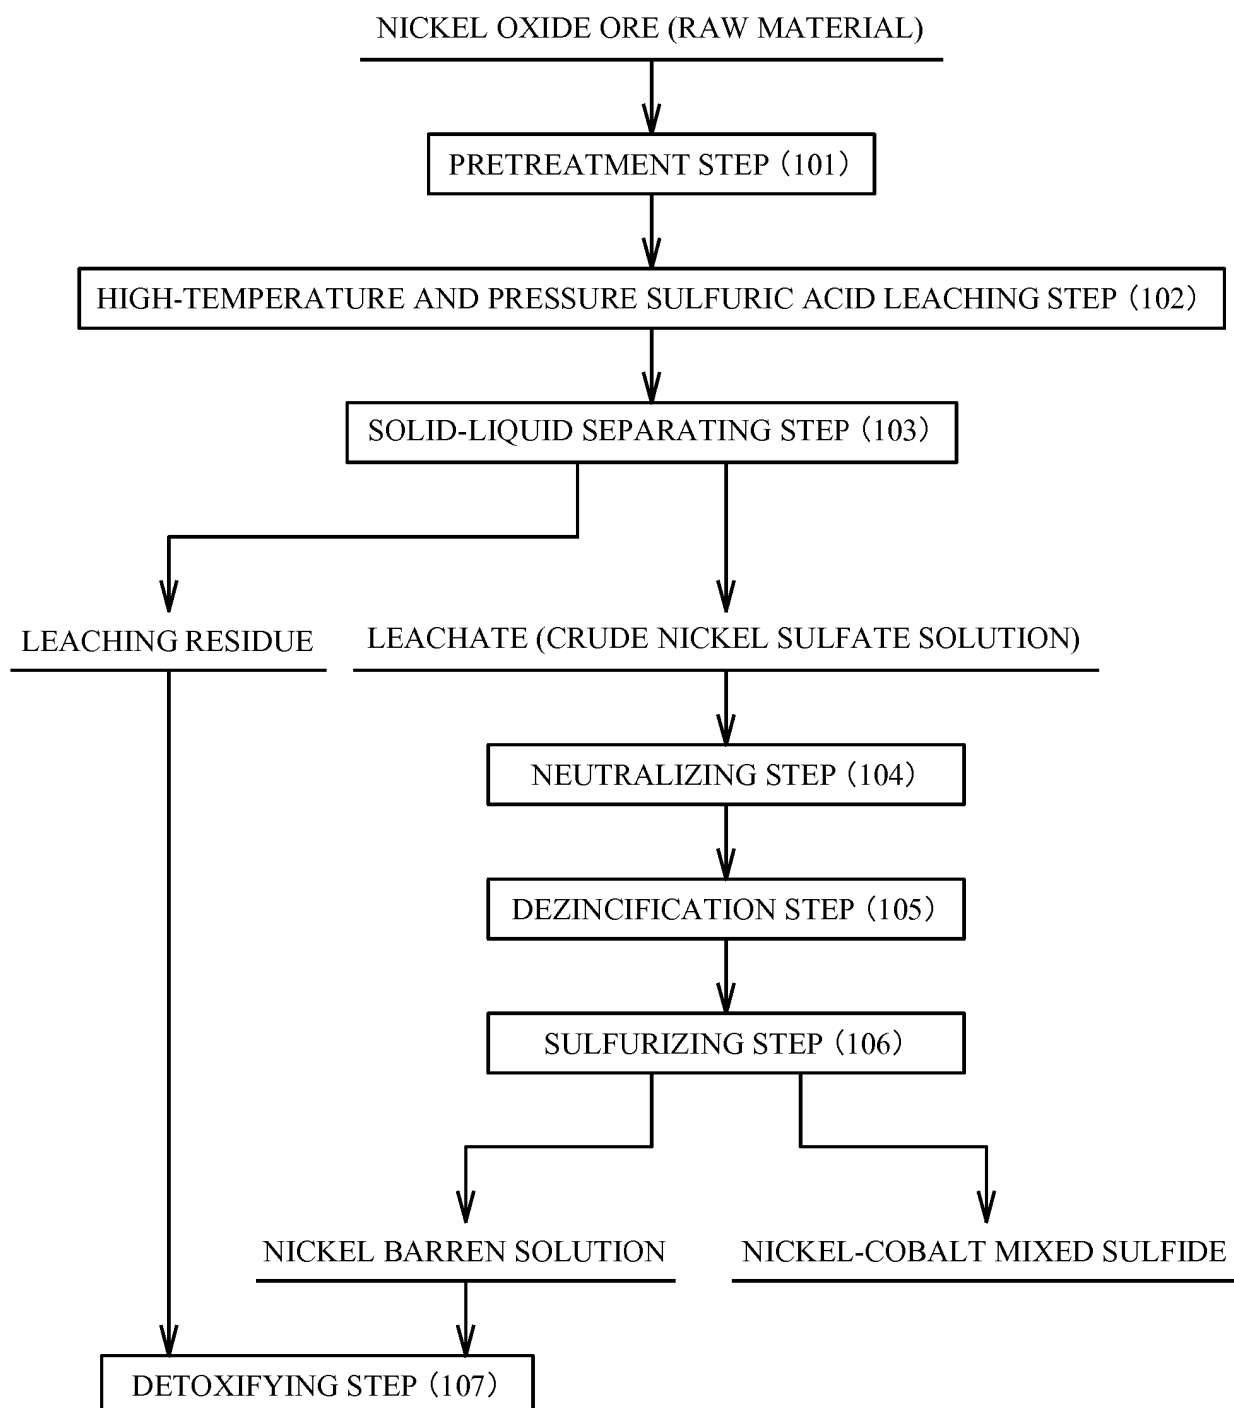 NICKEL OXIDE ORE (RAW MATERIAL)
PRETREATMENT STEP (101)
HIGH-TEMPERATURE AND PRESSURE SULFURIC ACID LEACHING STEP (102)
SOLID-LIQUID SEPARATING STEP (103)
LEACHING RESIDUE
LEACHATE (CRUDE NICKEL SULFATE SOLUTION)
NEUTRALIZING STEP (104)
DEZINCIFICATION STEP (105)
SULFURIZING STEP (106)
NICKEL BARREN SOLUTION
NICKEL-COBALT MIXED SULFIDE
DETOXIFYING STEP (107)